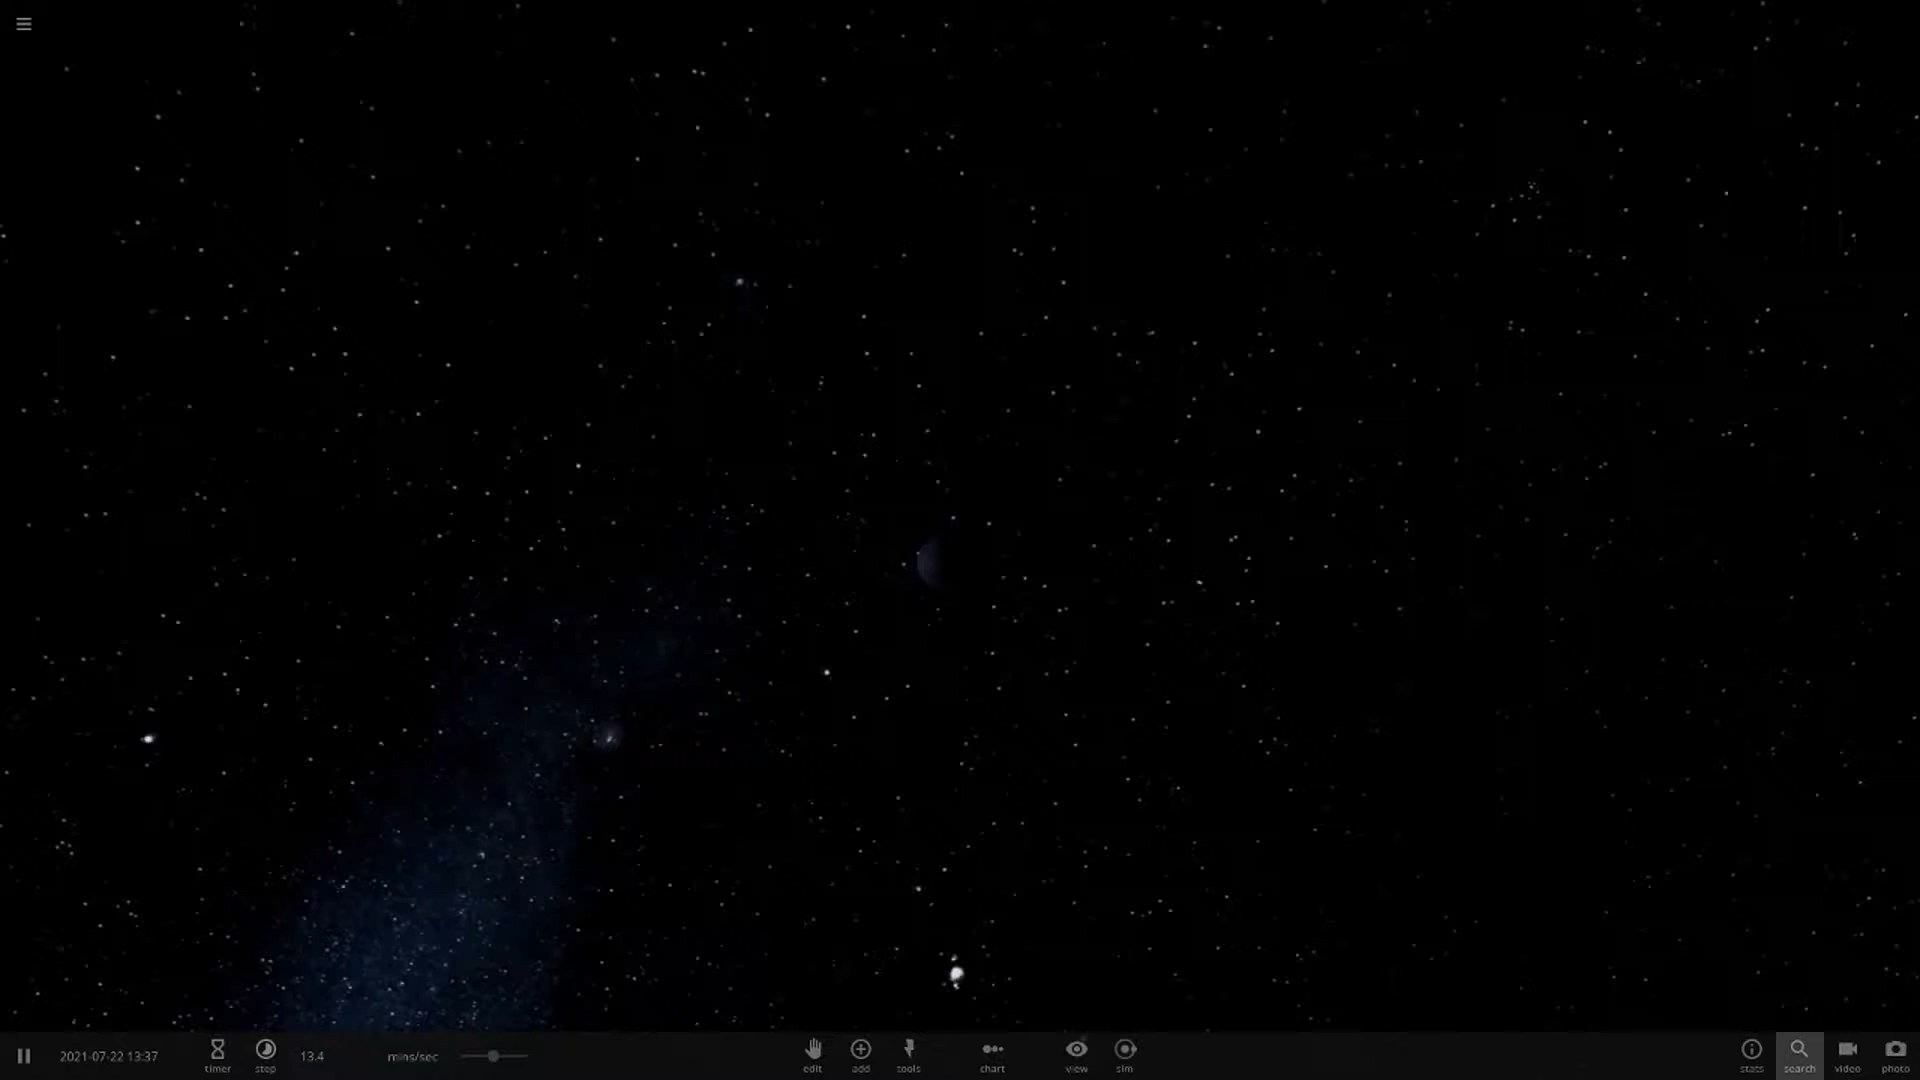 2021-07-22 13:37
timer
step
13.4
mins/sec
edit
add
tools
chart
view
sim
stats
search
video
photo